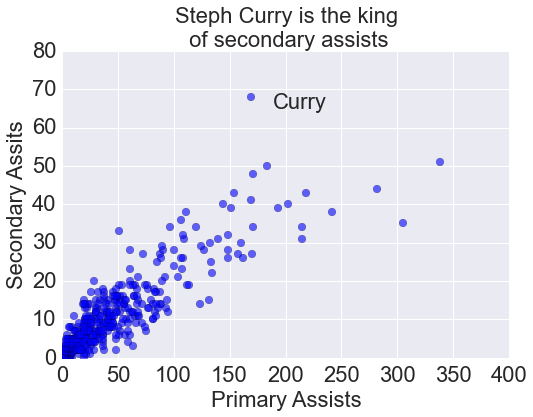 Steph Curry is the king
of secondary assists
80
70
60
50
40
30
20
10
0
Secondary Assits
Curry
0 50 100 150 200 250 300 350 400
Primary Assists